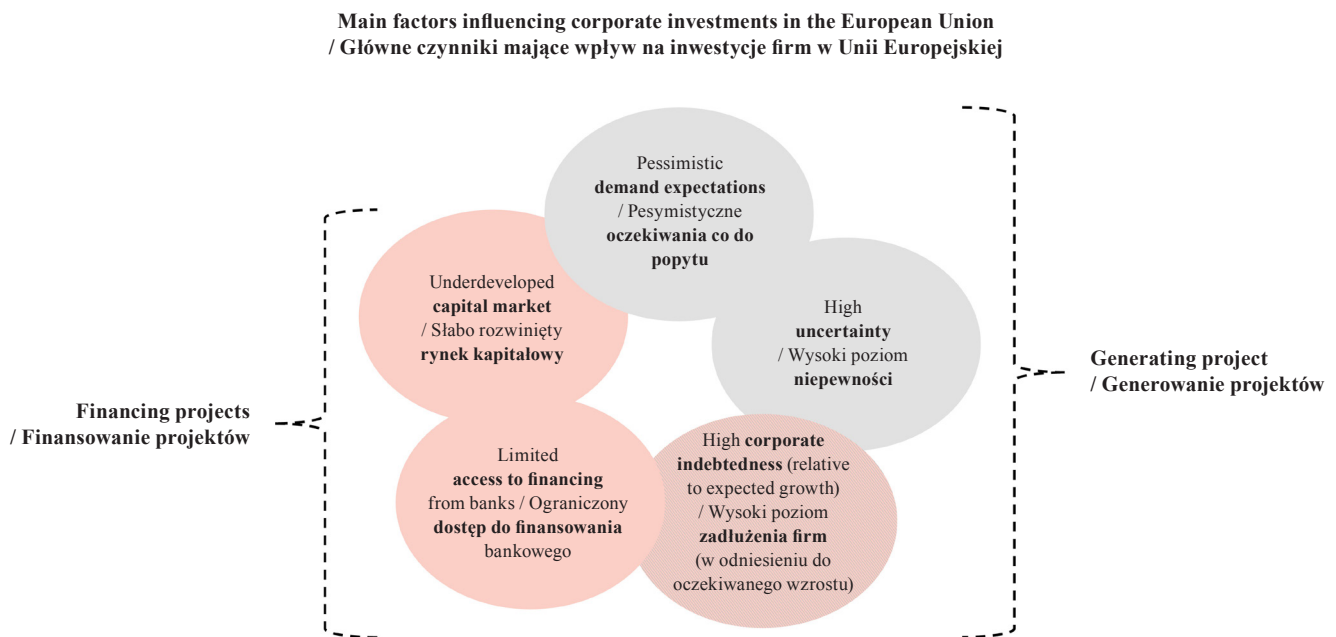 Main factors influencing corporate investments in the European Union
/ Główne czynniki mające wpływ na inwestycje firm w Unii Europejskiej
Pessimistic
demand expectations
/ Pesymistyczne
oczekiwania co do
popytu
Underdeveloped
capital market
/ Słabo rozwinięty
rynek kapitałowy
High
uncertainty
/ Wysoki poziom
niepewności
Financing projects
/ Finansowanie projektów
Generating project
/ Generowanie projektów
Limited
access to financing
from banks / Ograniczony
dostęp do finansowania
bankowego
High corporate
indebtedness (relative
to expected growth)
/ Wysoki poziom
zadłużenia firm
(w odniesieniu do
oczekiwanego wzrostu)